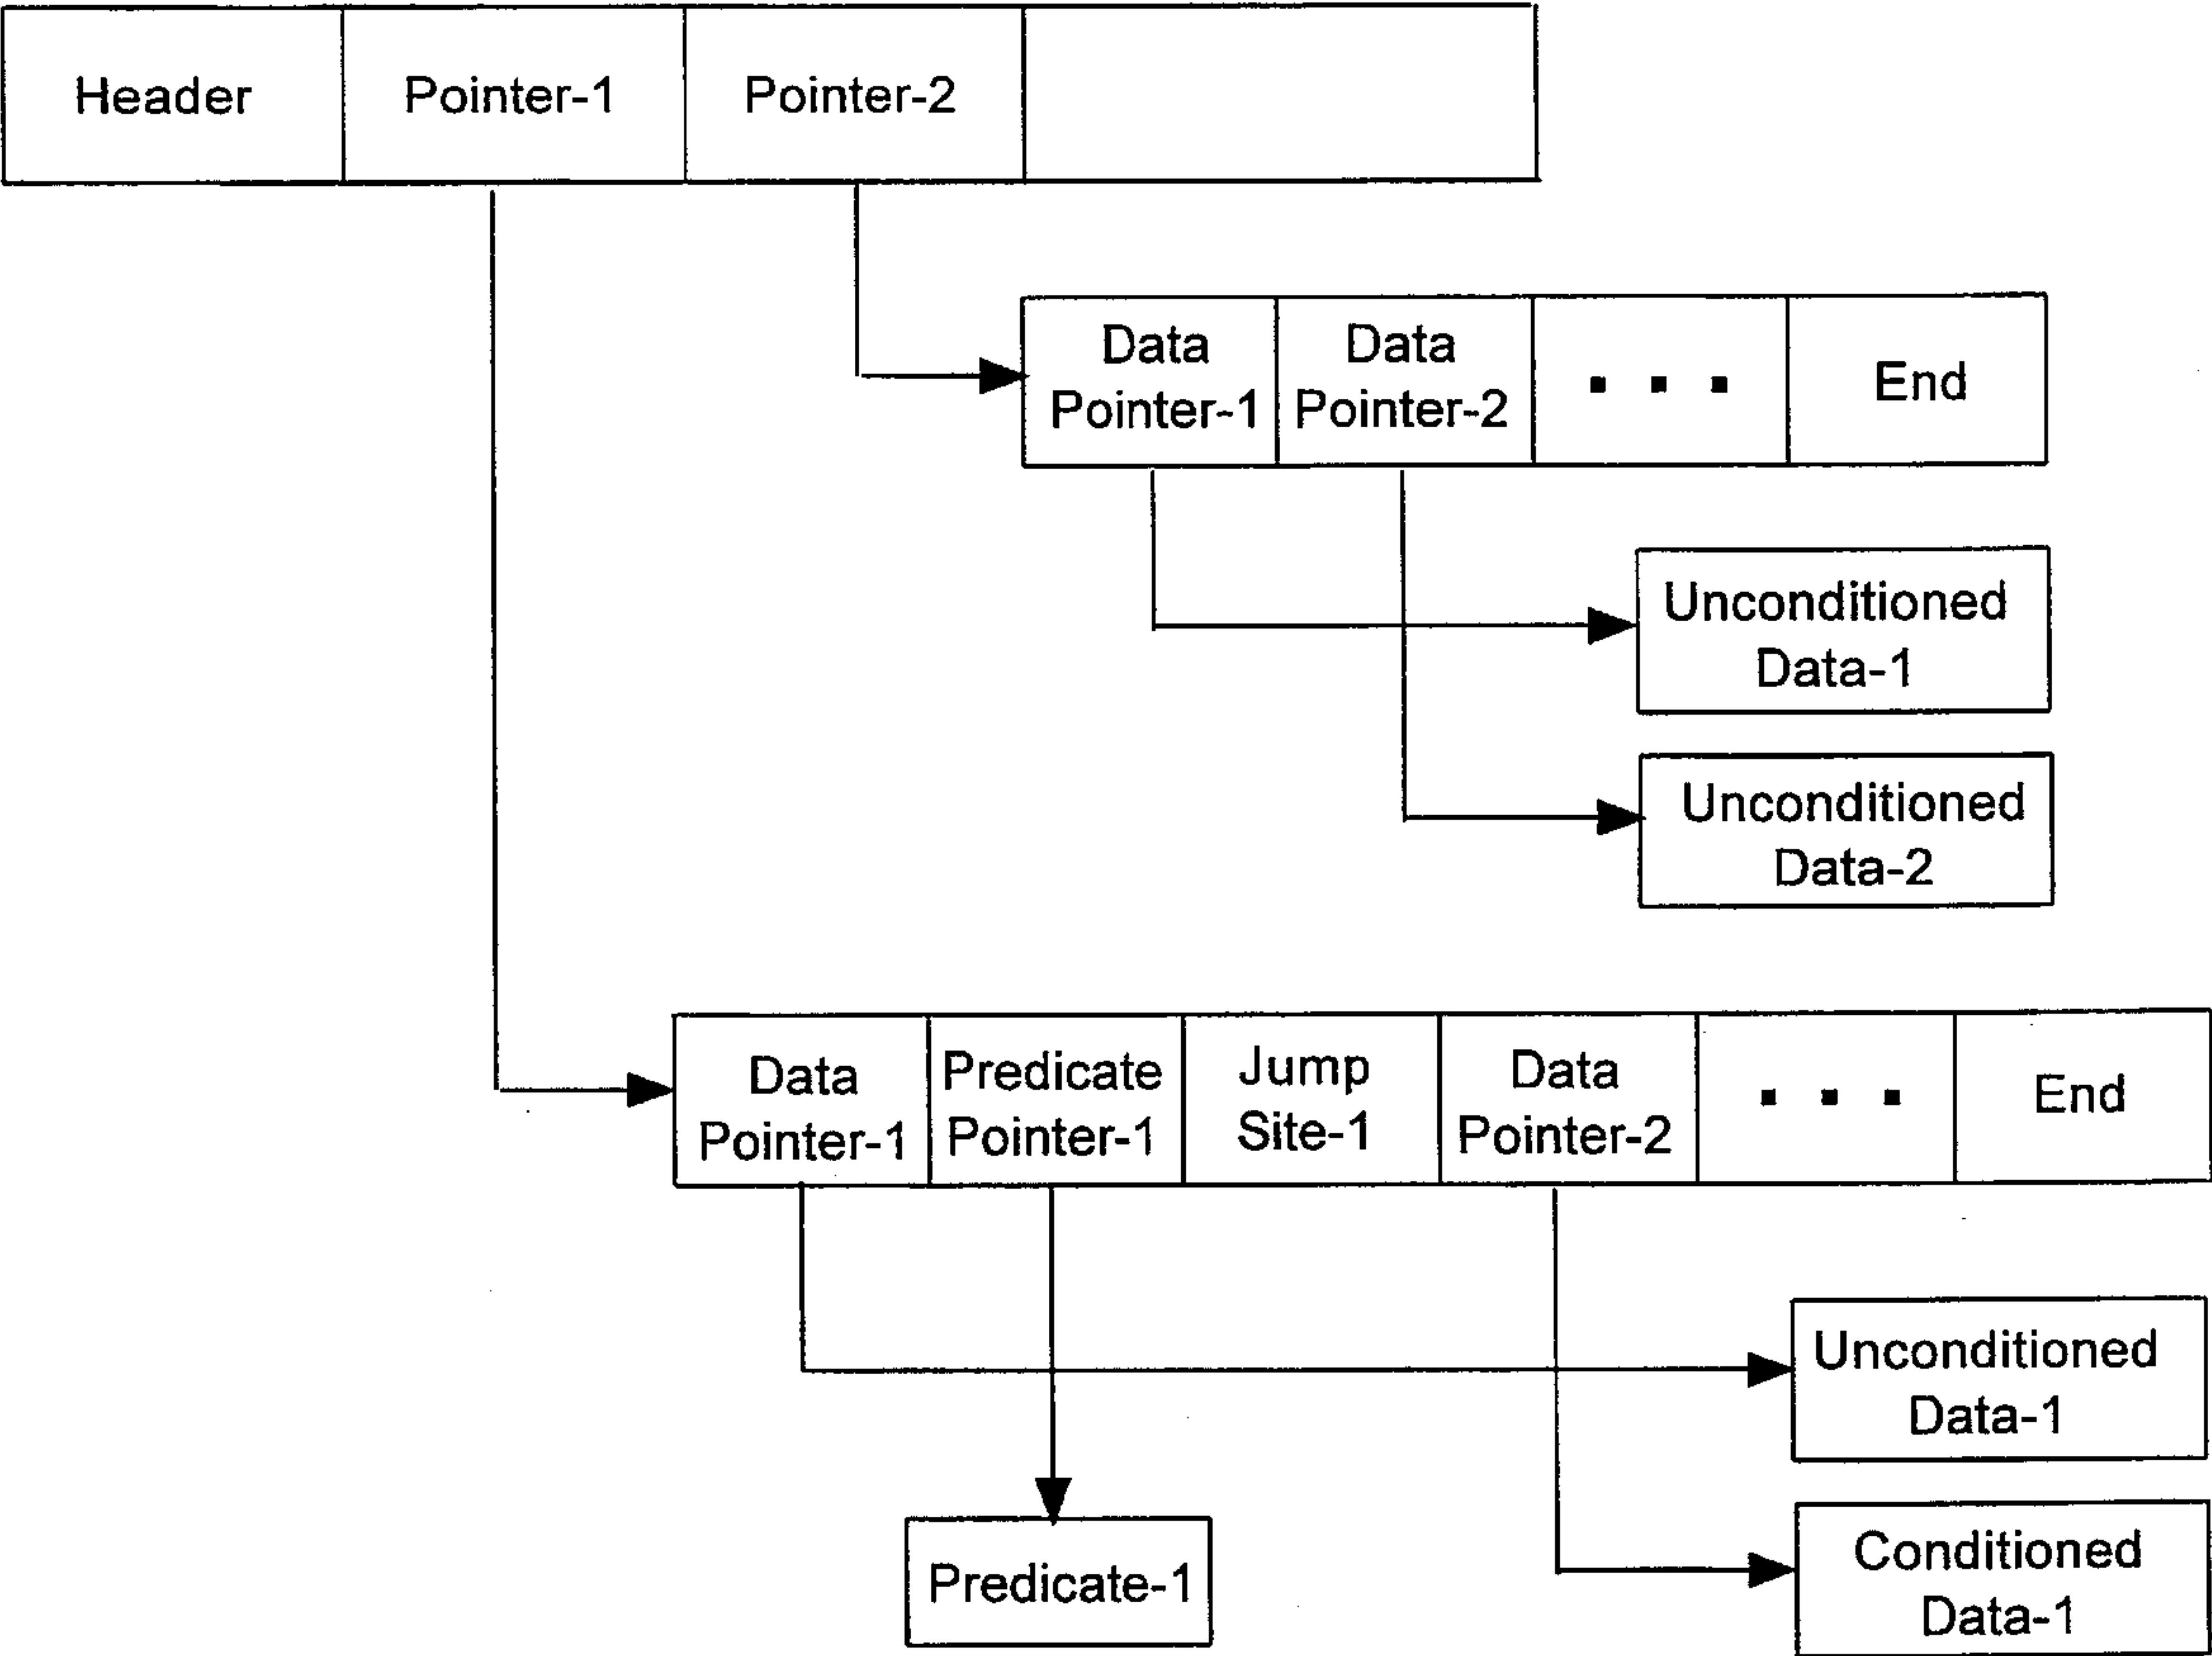 Header
Pointer-1
Pointer-2
Data
Pointer-1
Data
Pointer-2
. . .
End
Unconditioned
Data-1
Unconditioned
Data-2
Data
Pointer-1
Predicate
Pointer-1
Jump
Site-1
Data
Pointer-2
. . .
End
Unconditioned
Data-1
Predicate-1
Conditioned
Data-1